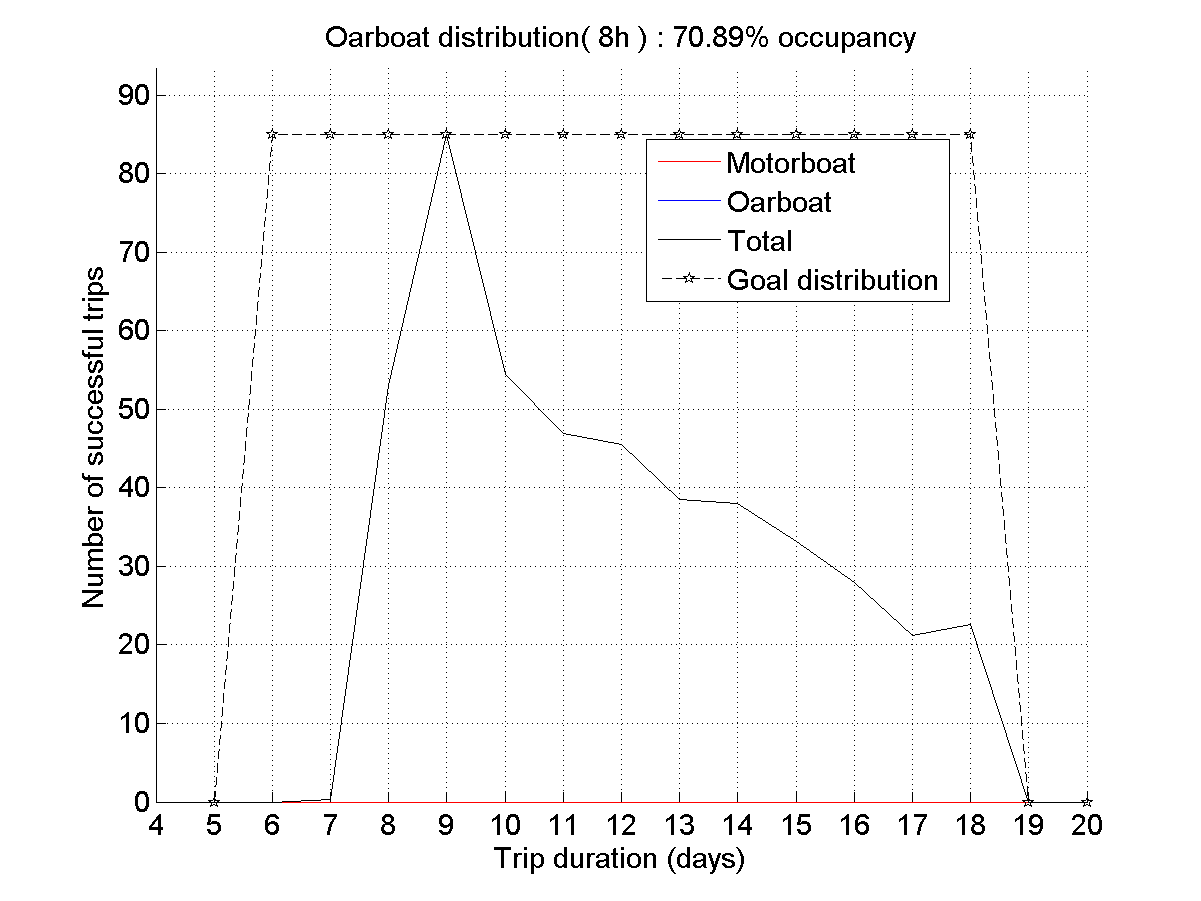 Oarboat distribution( 8h ) : 70.89% occupancy
Number of successful trips
90
80
70
60
50
40
30
20
10
0
Motorboat
Oarboat
Total
Goal distribution
4 5 6 7 8 9 10 11 12 13 14 15 16 17 18 19 20
Trip duration (days)